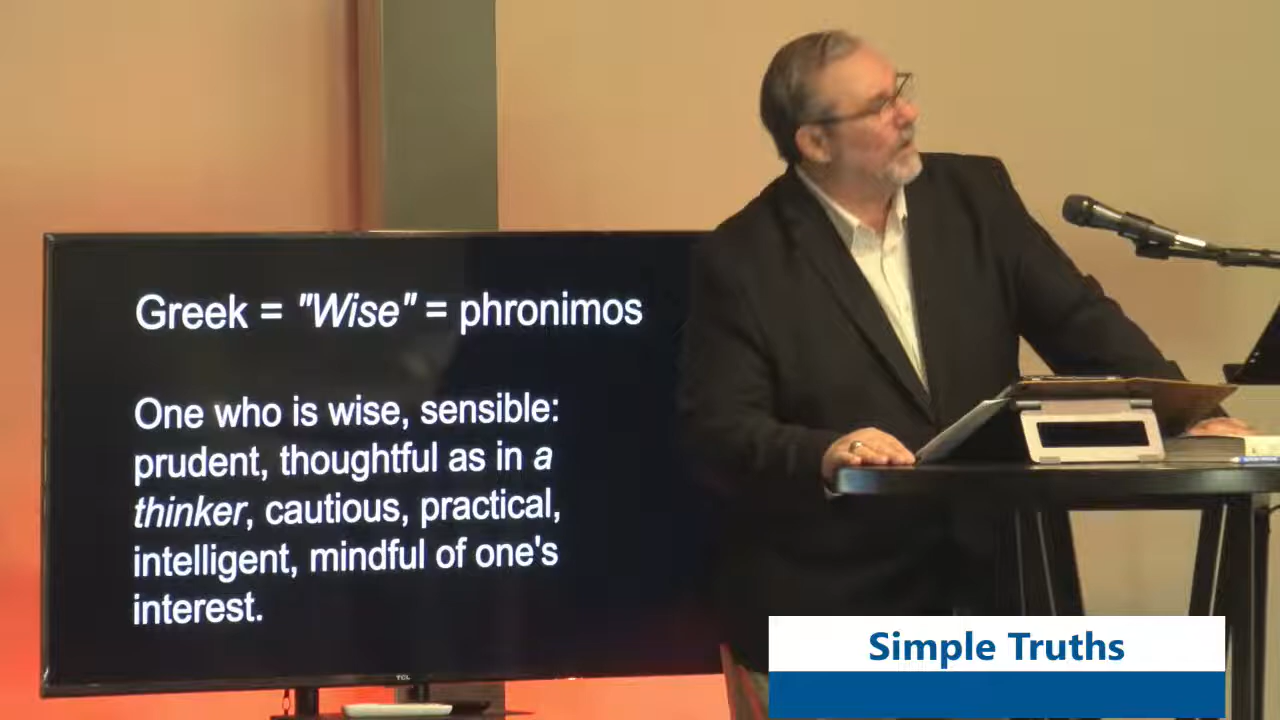 Greek = "Wise" = phronimos
One who is wise, sensible:
prudent, thoughtful as in a
thinker, cautious, practical,
intelligent, mindful of one's
interest.
TCL
Simple Truths